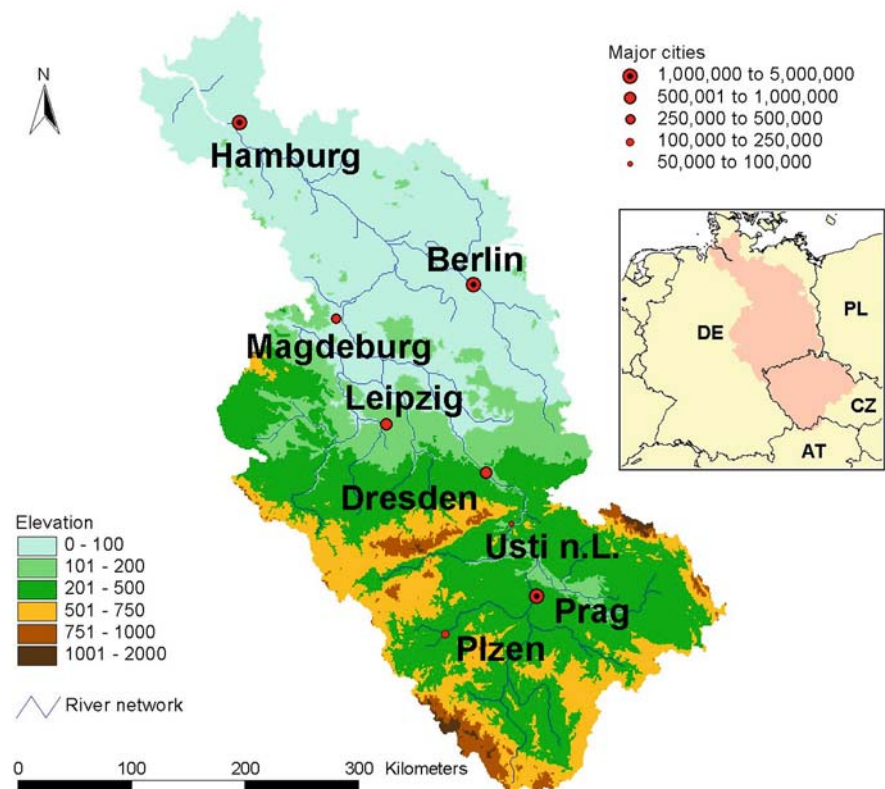 N
Major cities
1,000,000 to 5,000,000
500,001 to 1,000,000
250,000 to 500,000
100,000 to 250,000
50,000 to 100,000
Hamburg
Berlin
Magdeburg
Leipzig
Dresden
Usti n.L.
Prag
Plzen
DE
PL
CZ
AT
Elevation
0 - 100
101 - 200
201 - 500
501 - 750
751 - 1000
1001 - 2000
River network
0 100 200 300 Kilometers